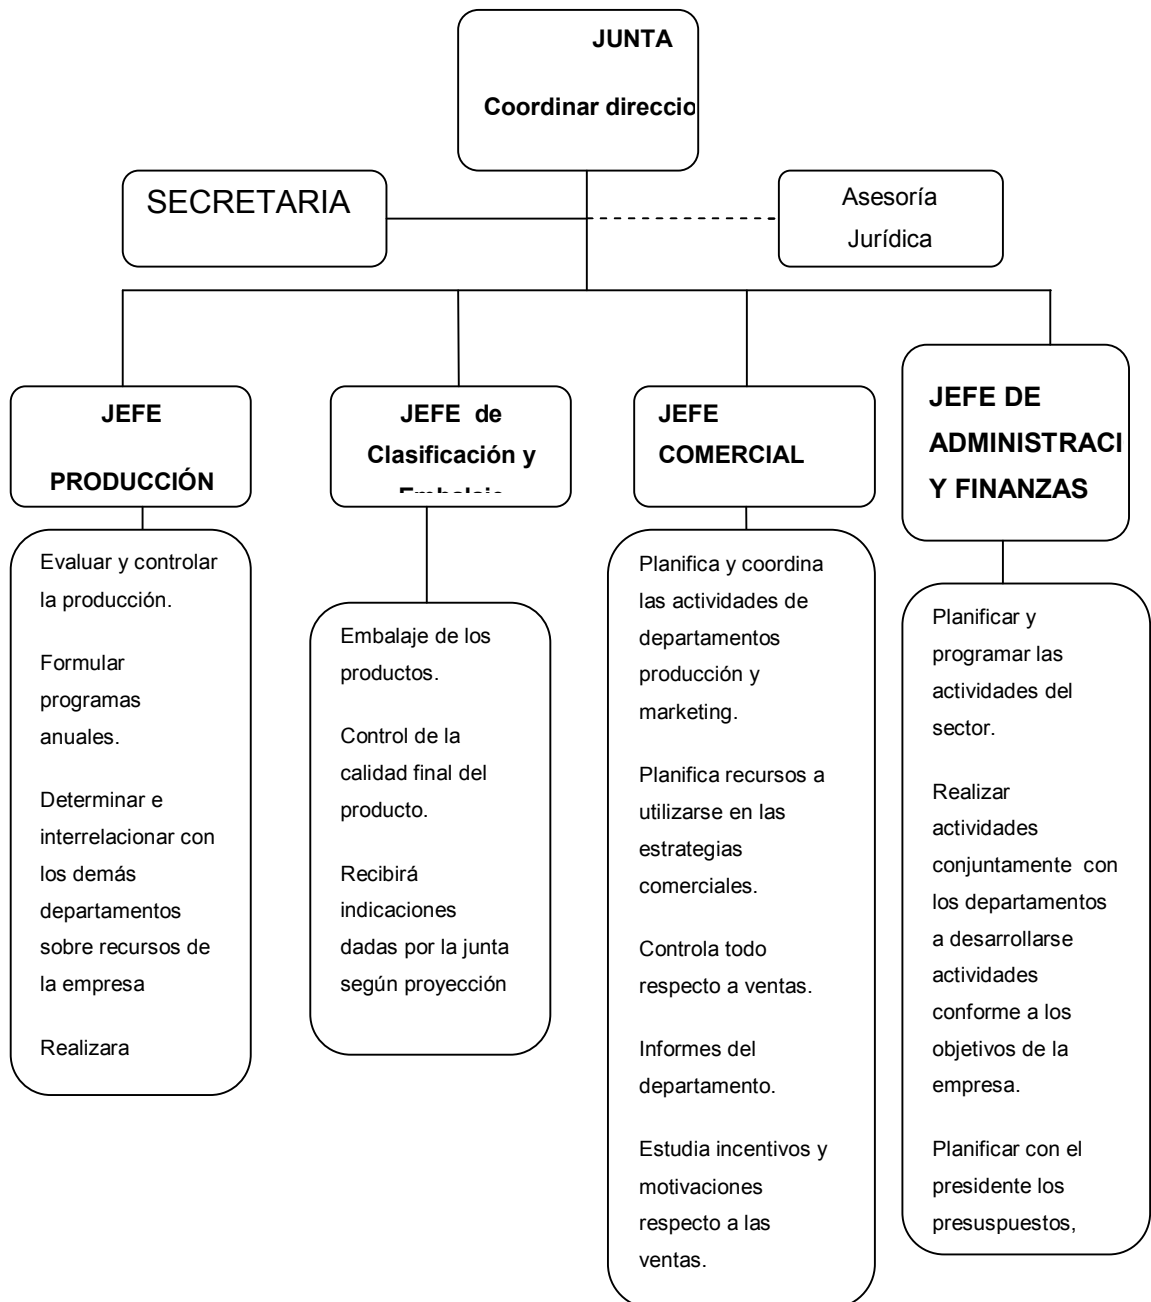 JUNTA
Coordinar direccio
SECRETARIA
Asesoría
Jurídica
JEFE
PRODUCCIÓN
JEFE de
Clasificación y
JEFE
COMERCIAL
JEFE DE
ADMINISTRACI
Y FINANZAS
Evaluar y controlar
la producción.
Formular
programas
anuales.
Determinar e
interrelacionar con
los demás
departamentos
sobre recursos de
la empresa
Realizara
Embalaje de los
productos.
Control de la
calidad final del
producto.
Recibirá
indicaciones
dadas por la junta
según proyección
Planifica y coordina
las actividades de
departamentos
producción y
marketing.
Planifica recursos a
utilizarse en las
estrategias
comerciales.
Controla todo
respecto a ventas.
Informes del
departamento.
Estudia incentivos y
motivaciones
respecto a las
ventas.
Planificar y
programar las
actividades del
sector.
Realizar
actividades
conjuntamente con
los departamentos
a desarrollarse
actividades
conforme a los
objetivos de la
empresa.
Planificar con el
presidente los
presuspuestos,